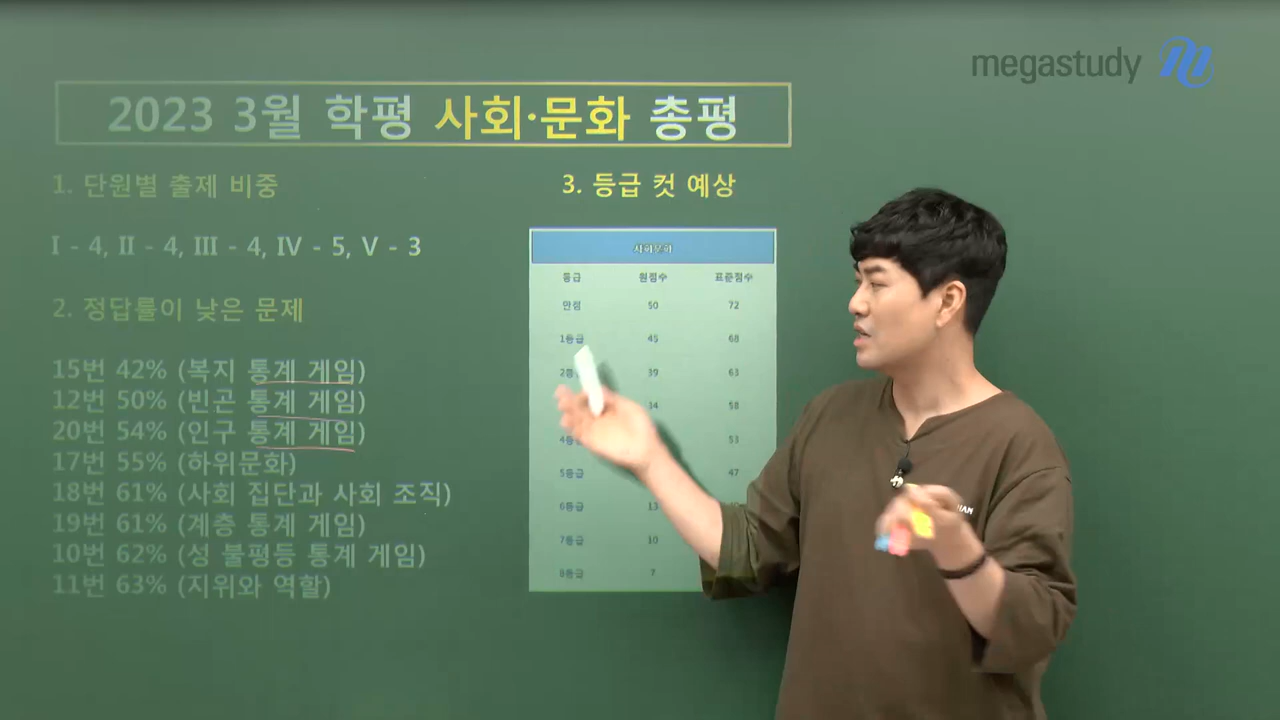 megastudy
2023 3월 학평 사회·문화 총평
1. 단원별 출제 비중
I - 4, II - 4, III - 4, IV - 5, V - 3
2. 정답률이 낮은 문제
15번 42% (복지 통계 게임)
12번 50% (빈곤 통계 게임)
20번 54% (인구 통계 게임)
17번 55% (하위문화)
18번 61% (사회 집단과 사회 조직)
19번 61% (계층 통계 게임)
10번 62% (성 불평등 통계 게임)
11번 63% (지위와 역할)
3. 등급 컷 예상
사회문화
등급 원점수 표준점수
만점 50 72
1등급 45 68
39 63
34 58
53
5등급 47
6등급 13
7등급 10
8등급 7